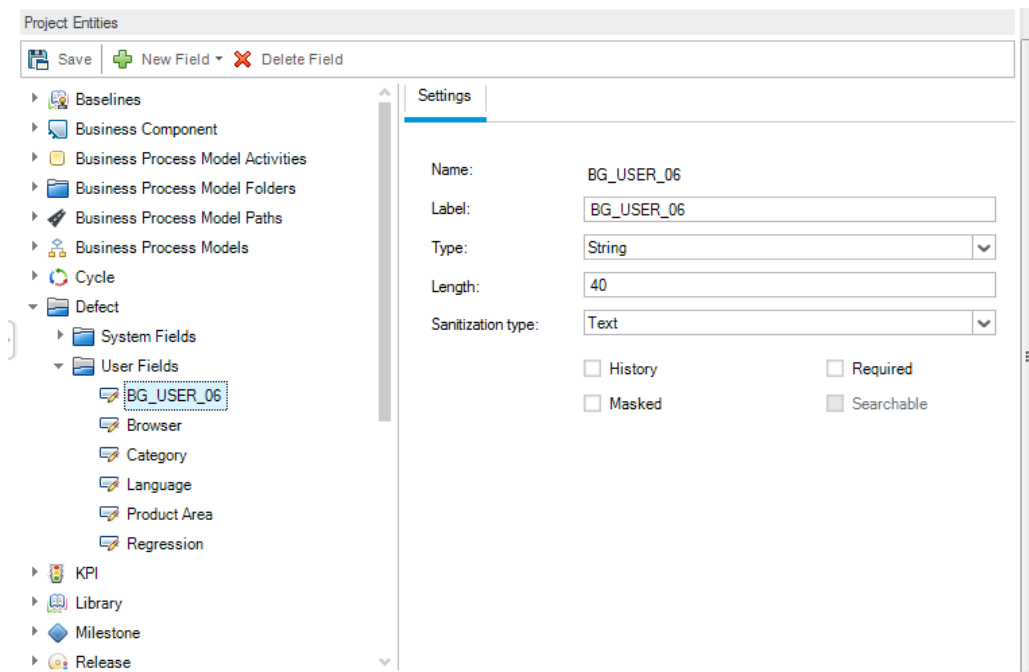 Project Entities
Save New Field Delete Field
Baselines
Business Component
Business Process Model Activities
Business Process Model Folders
Business Process Model Paths
Business Process Models
Cycle
Defect
System Fields
User Fields
BG_USER_06
Browser
Category
Language
Product Area
Regression
KPI
Library
Milestone
Release
Settings
Name: BG_USER_06
Label: BG_USER_06
Type: String
Length: 40
Sanitization type: Text
History Required
Masked Searchable